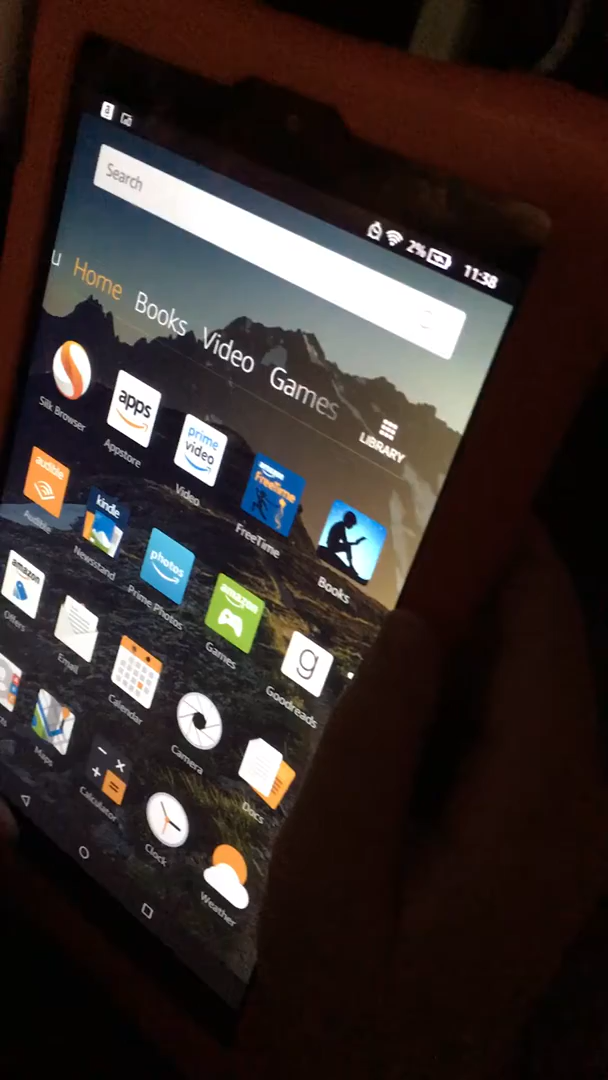 a
2%
11:38
Search
u Home Books Video Games
LIBRARY
Silk Browser
apps
Appstore
prime video
Video
amazon
FreeTime
FreeTime
Books
audible
Audible
kindle
Newsstand
photos
Prime Photos
amazon
Games
g
Goodreads
amazon
Offers
Email
Calendar
Camera
Docs
Maps
Calculator
Clock
Weather